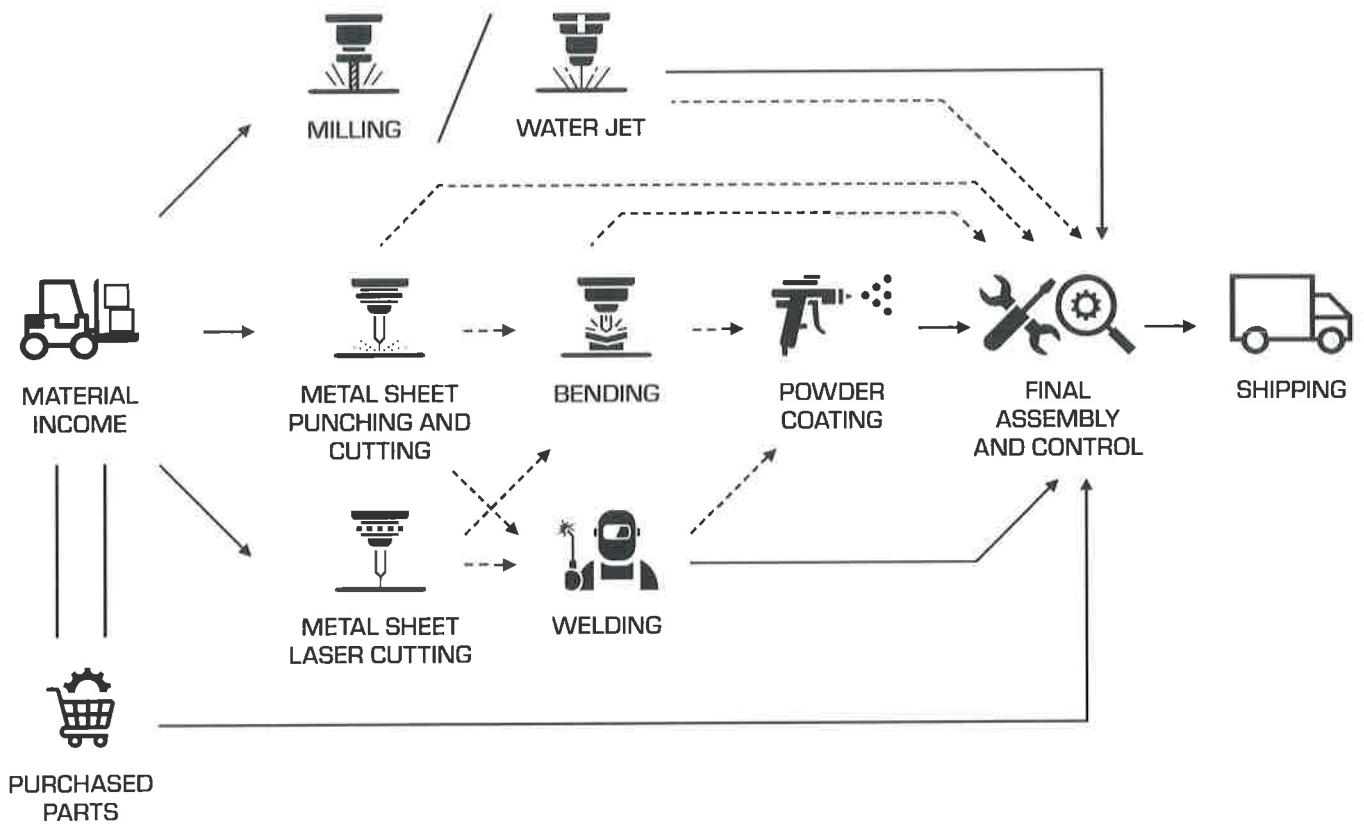 MILLING
WATER JET
MATERIAL
INCOME
METAL SHEET
PUNCHING AND
CUTTING
BENDING
POWDER
COATING
FINAL
ASSEMBLY
AND CONTROL
SHIPPING
METAL SHEET
LASER CUTTING
WELDING
PURCHASED
PARTS